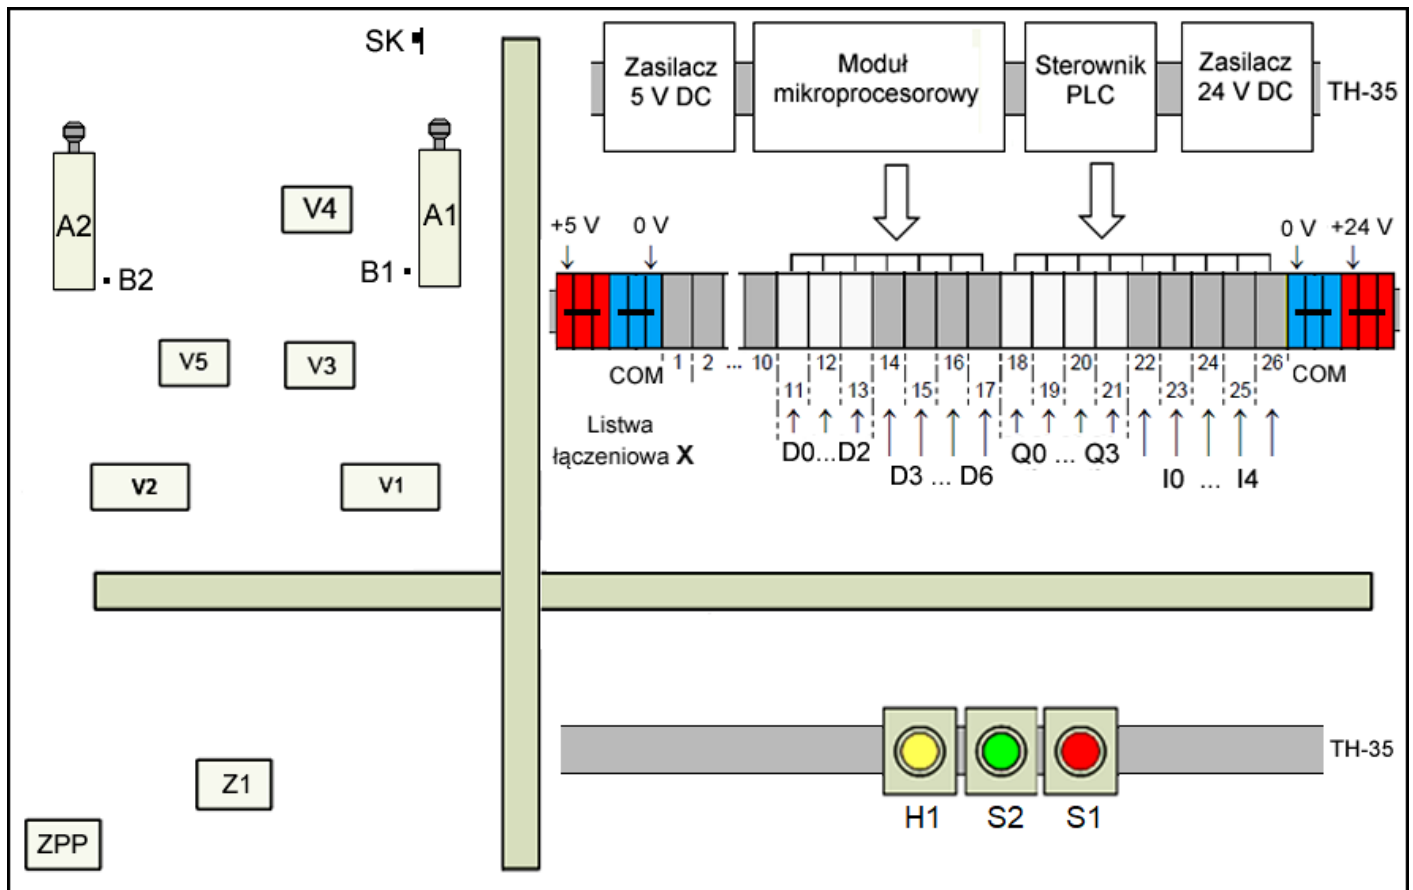 SK
Zasilacz
5 V DC
Moduł
mikroprocesorowy
Sterownik
PLC
Zasilacz
24 V DC
TH-35
A2
V4
A1
B2
B1
+5 V
0 V
0 V
+24 V
V5
V3
COM
1
2
...
10
12
14
16
18
20
22
24
26
COM
11
13
15
17
19
21
23
25
Listwa
łączeniowa X
D0...D2
D3 ... D6
Q0 ... Q3
I0 ... I4
V2
V1
Z1
ZPP
TH-35
H1
S2
S1